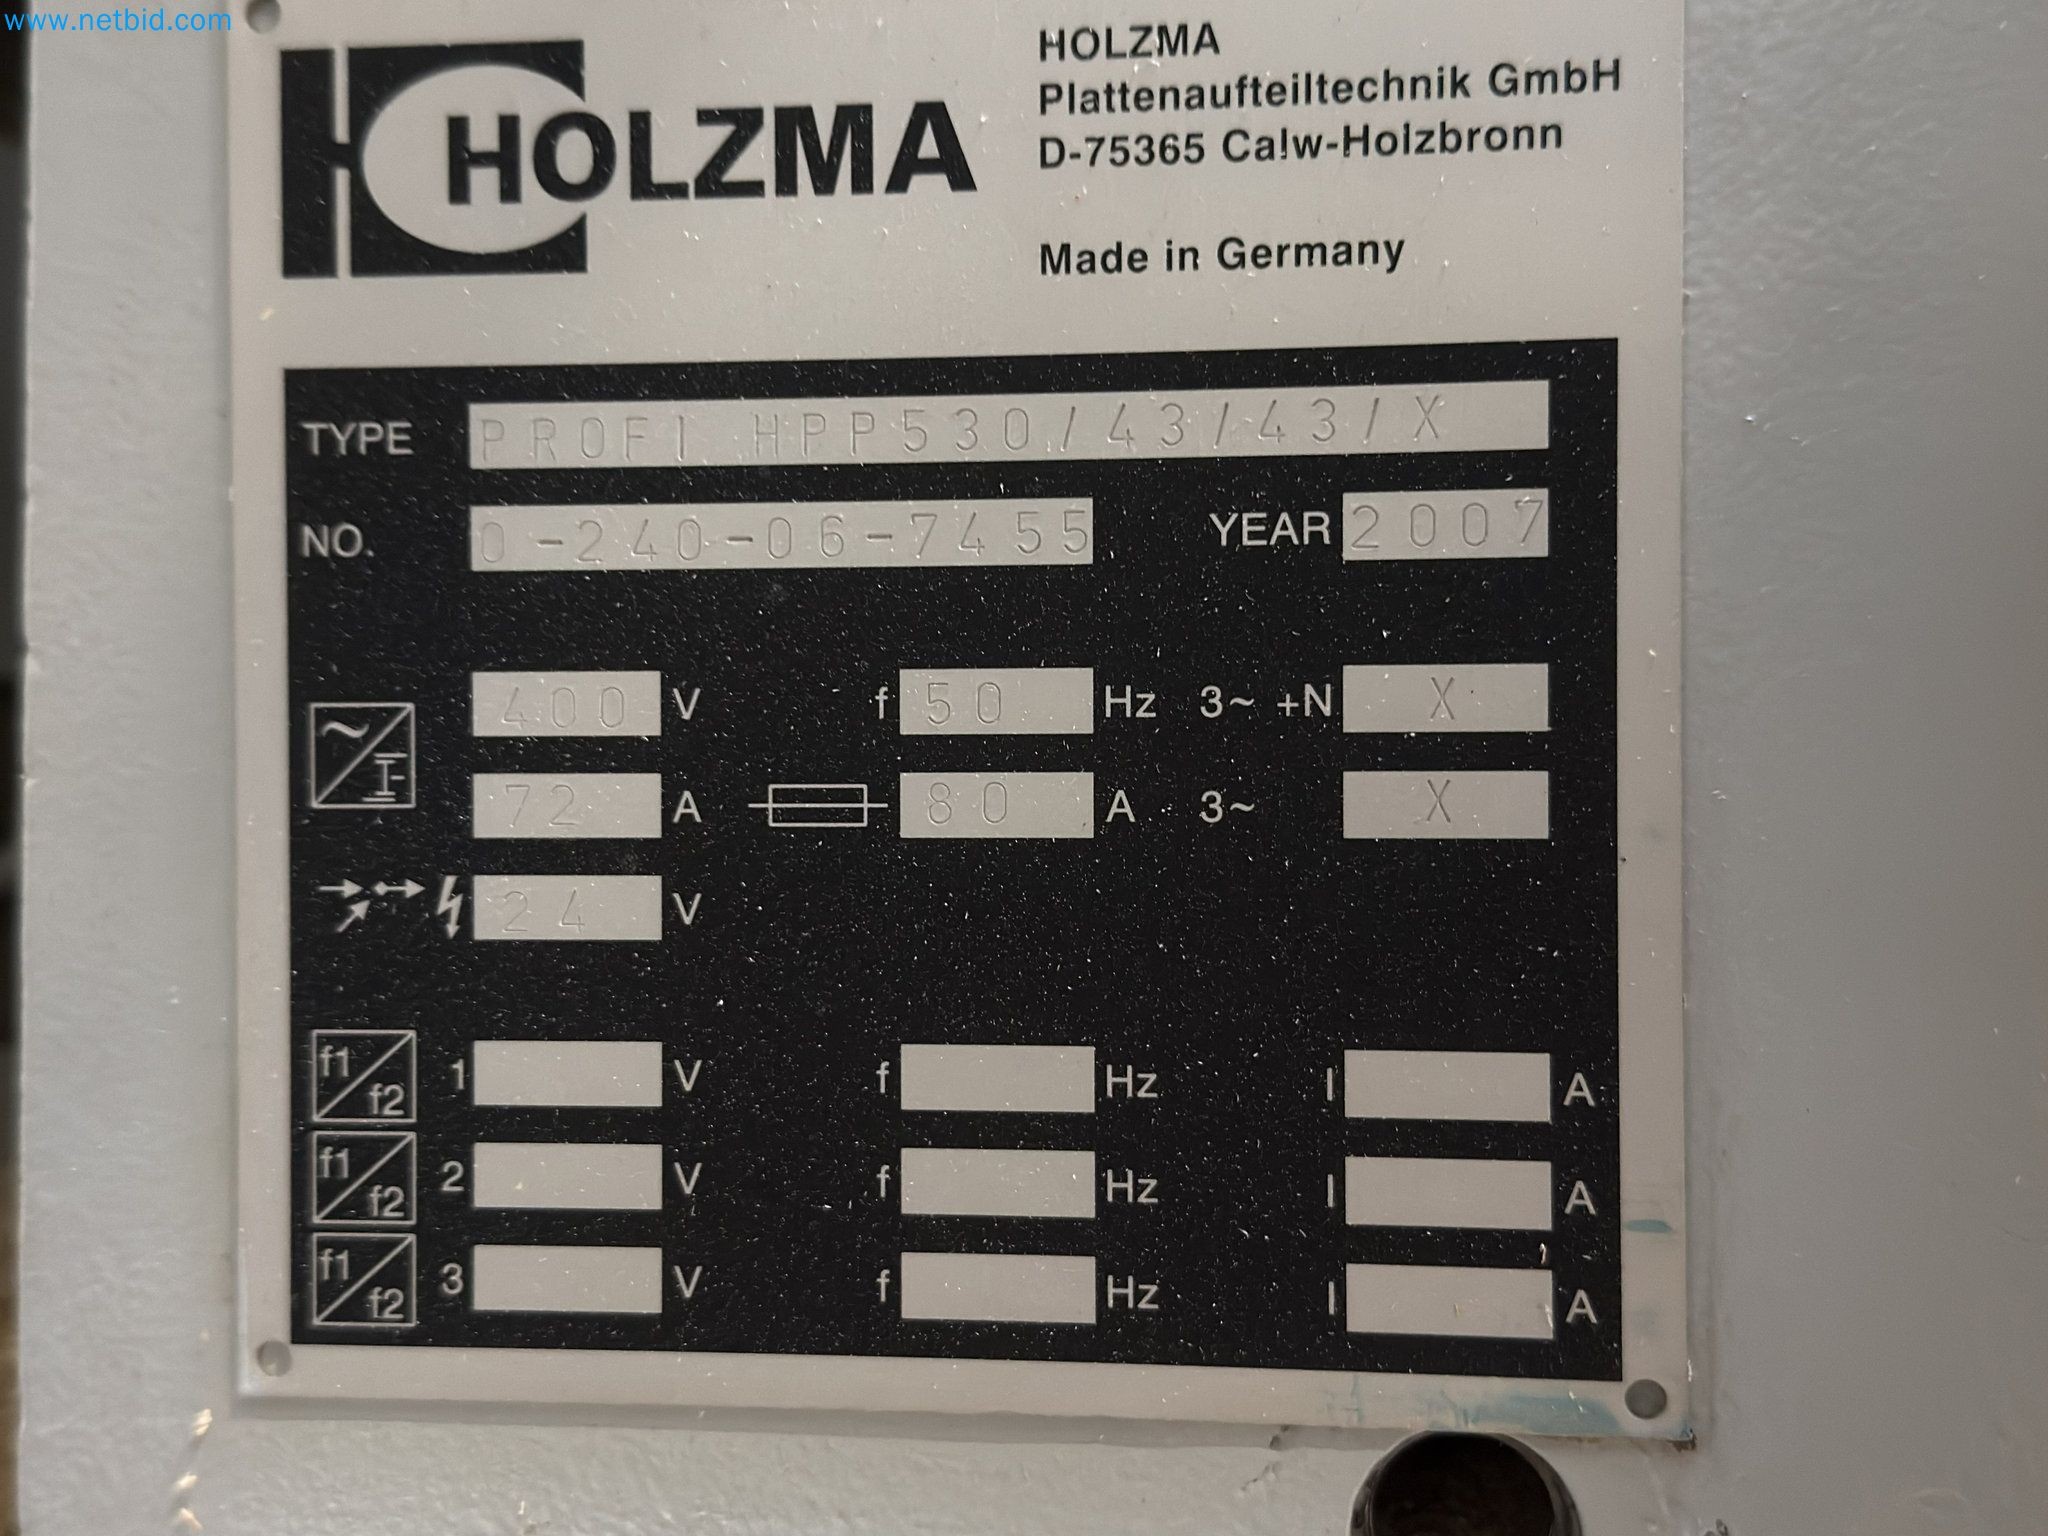 www.netbid.com
HOLZMA
HOLZMA
Plattenaufteiltechnik GmbH
D-75365 Calw-Holzbronn
Made in Germany
TYPE PROFI HPP530/43/43/X
NO. 0-240-06-7455 YEAR 2007
400 V f 50 Hz 3~ +N X
72 A 80 A 3~ X
24 V
f1/f2 1 V f Hz I A
f1/f2 2 V f Hz I A
f1/f2 3 V f Hz I A